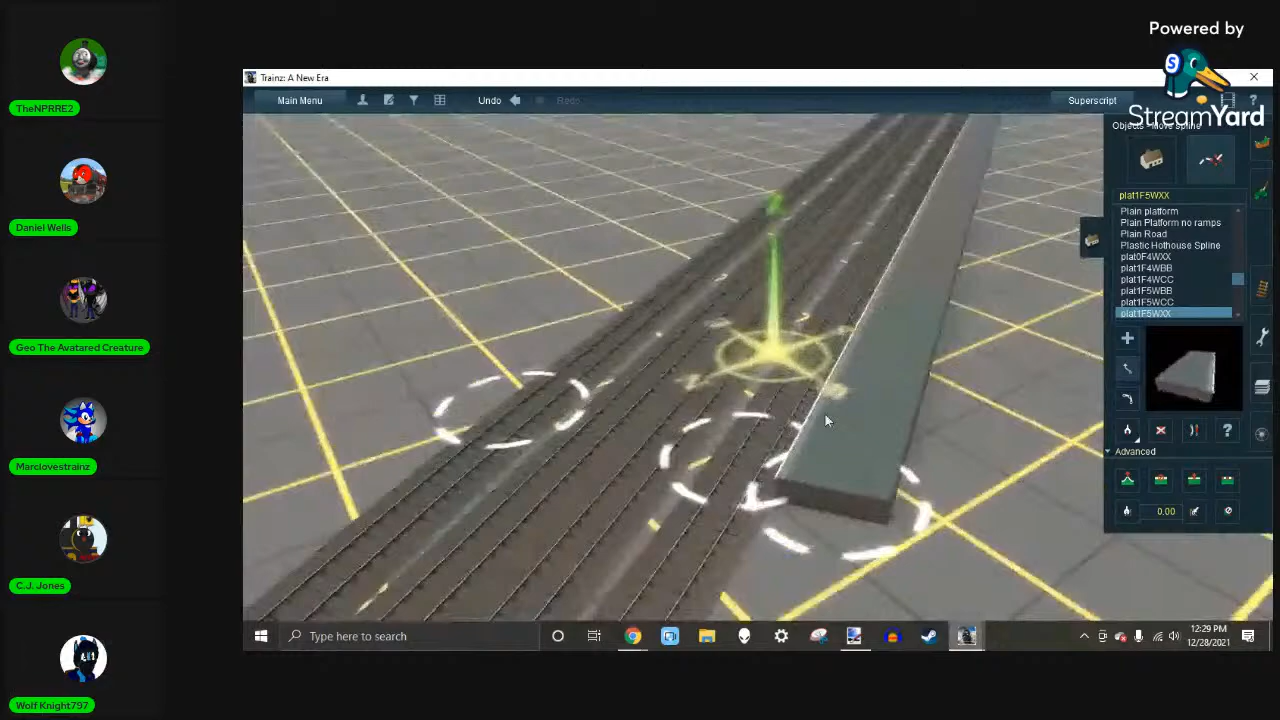 Powered by
StreamYard
TheNPRRE2
Daniel Wells
Geo The Avatared Creature
Marclovestrainz
C.J. Jones
Wolf Knight797
Trainz: A New Era
Main Menu
Undo
Redo
Superscript
Objects - Move Spline
plat1F5WXX
Plain platform
Plain Platform no ramps
Plain Road
Plastic Hothouse Spline
plat0F4WXX
plat1F4WBB
plat1F4WCC
plat1F5WBB
plat1F5WCC
plat1F5WXX
Advanced
0.00
Type here to search
12:29 PM
12/28/2021